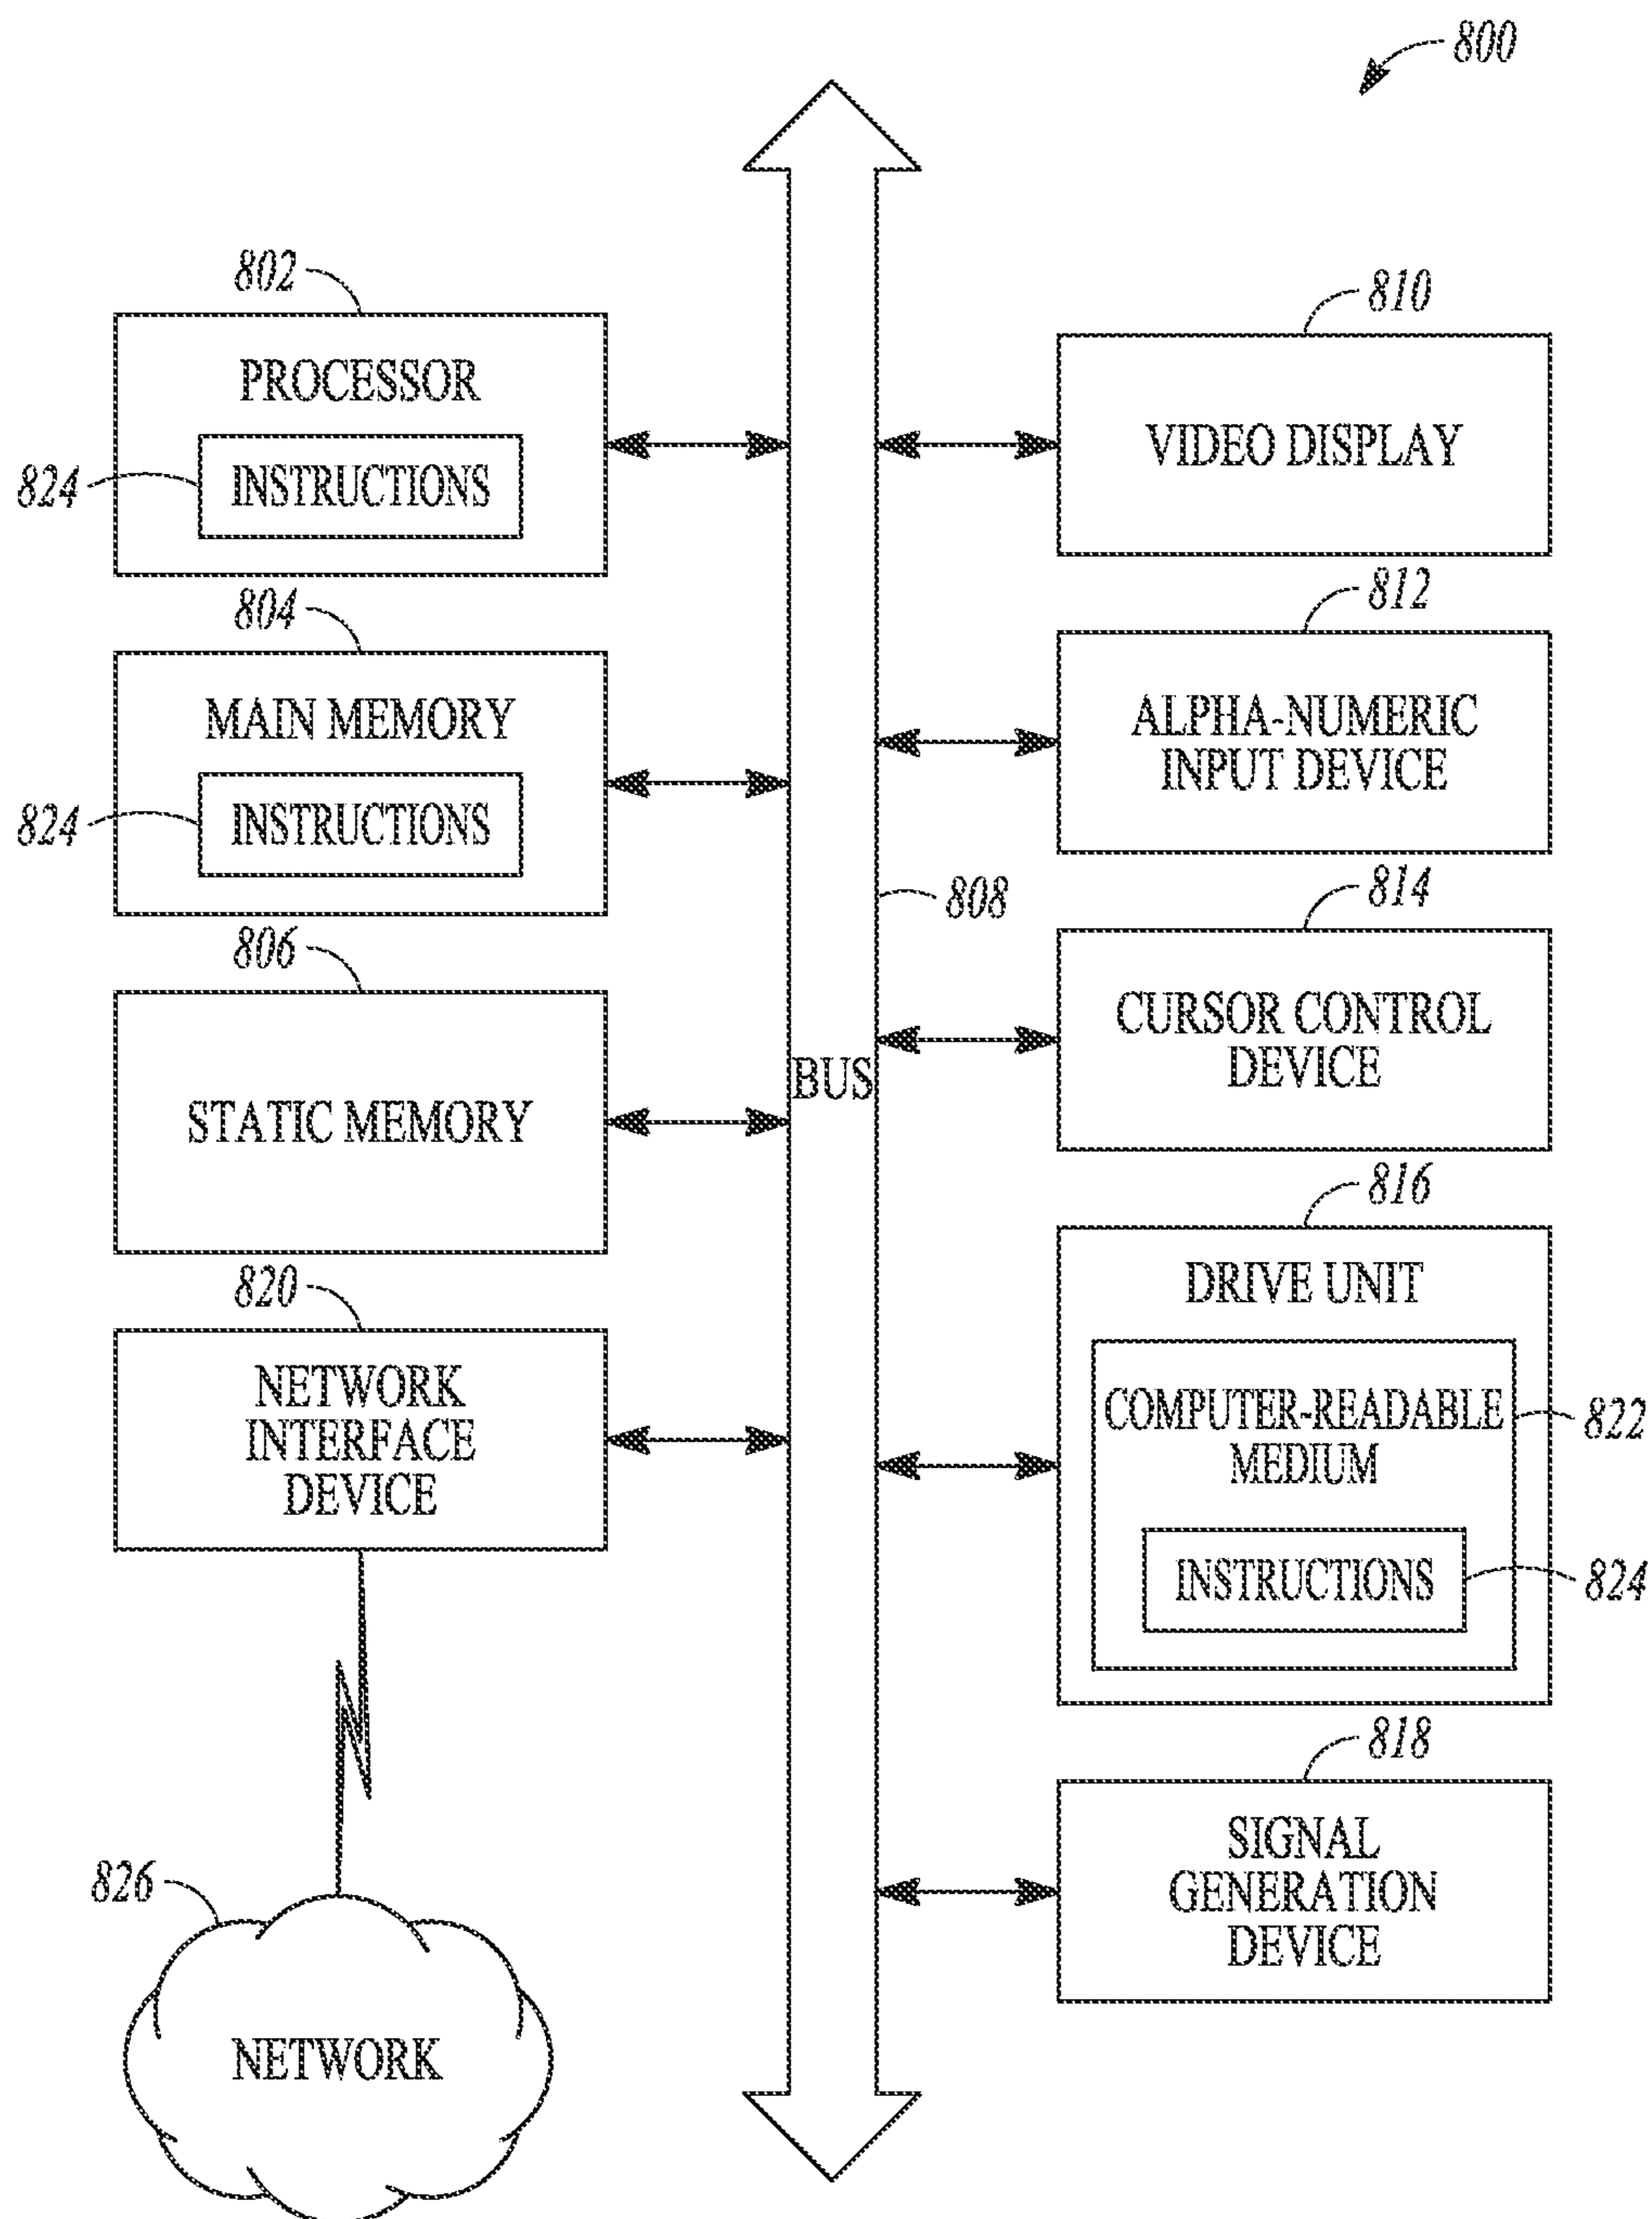 800
802
PROCESSOR
824
INSTRUCTIONS
804
MAIN MEMORY
824
INSTRUCTIONS
806
STATIC MEMORY
820
NETWORK
INTERFACE
DEVICE
826
NETWORK
BUS
808
810
VIDEO DISPLAY
812
ALPHA-NUMERIC
INPUT DEVICE
814
CURSOR CONTROL
DEVICE
816
DRIVE UNIT
COMPUTER-READABLE
MEDIUM
822
INSTRUCTIONS
824
818
SIGNAL
GENERATION
DEVICE